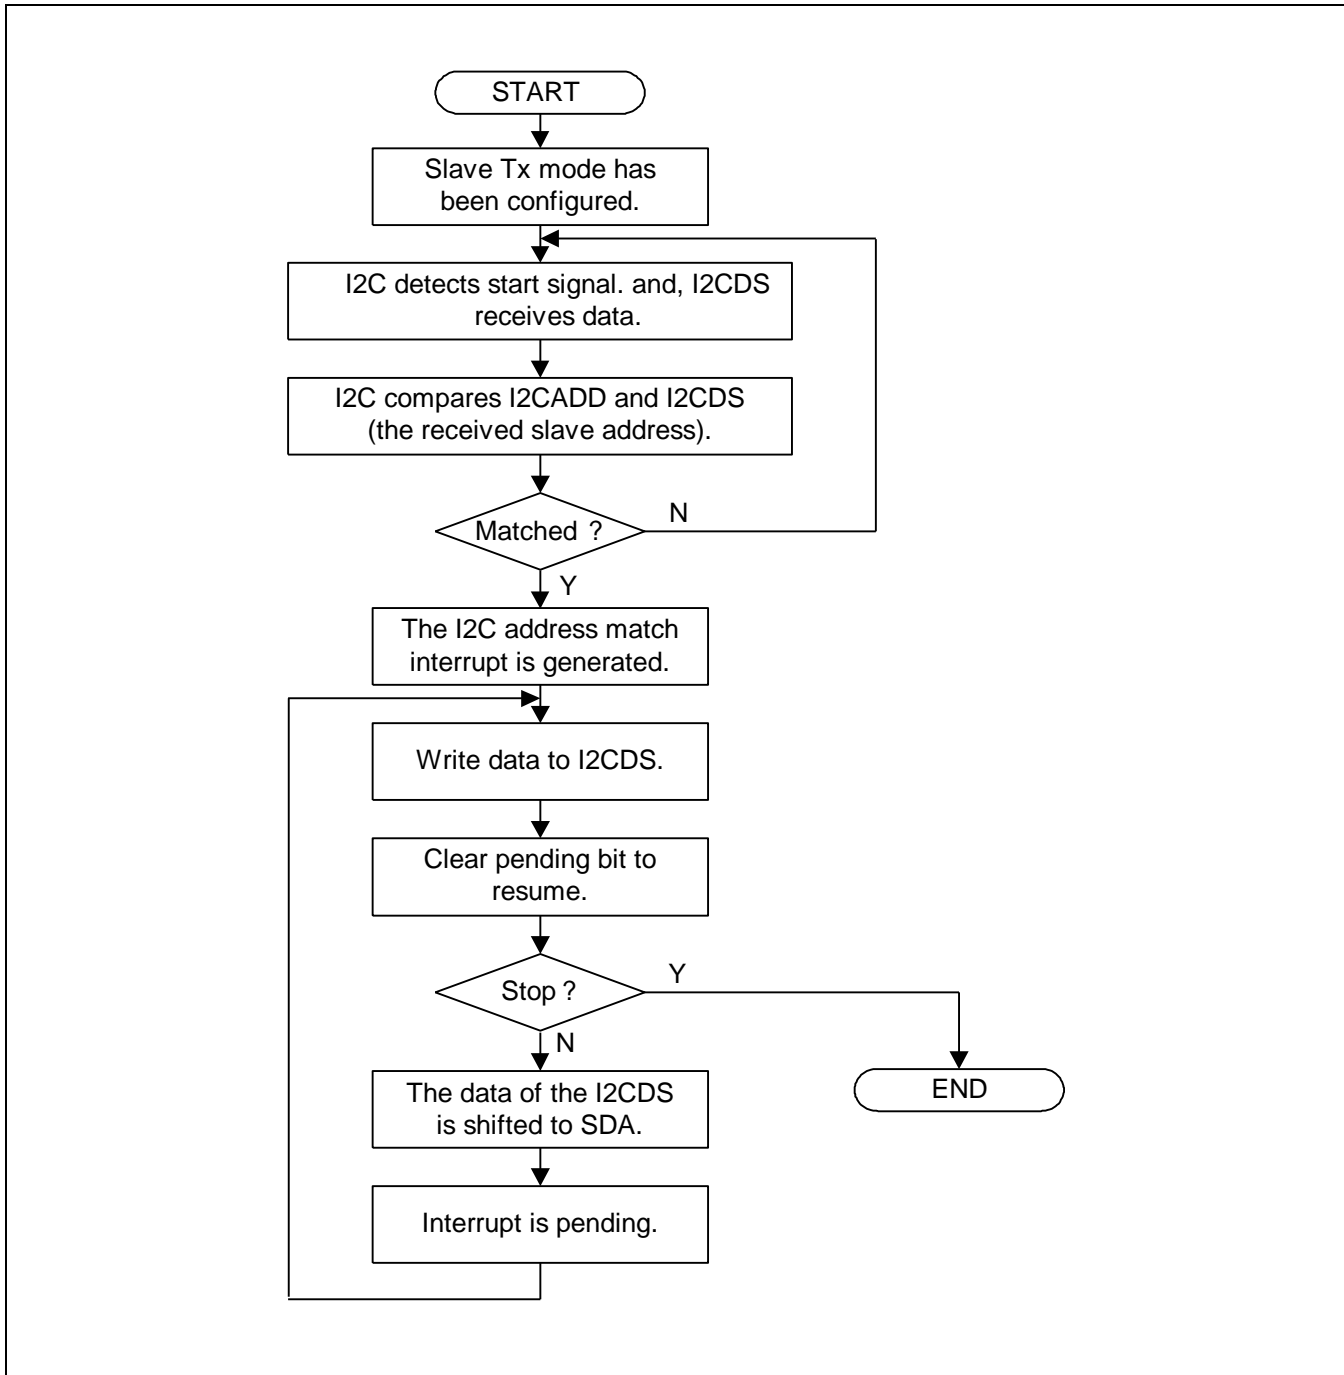 START
Slave Tx mode has
been configured.
I2C detects start signal. and, I2CDS
receives data.
I2C compares I2CADD and I2CDS
(the received slave address).
Matched ?
N
Y
The I2C address match
interrupt is generated.
Write data to I2CDS.
Clear pending bit to
resume.
Stop ?
Y
N
The data of the I2CDS
is shifted to SDA.
END
Interrupt is pending.